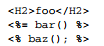 <H2>foo</H2>
<%= bar() %>
<% baz(); %>